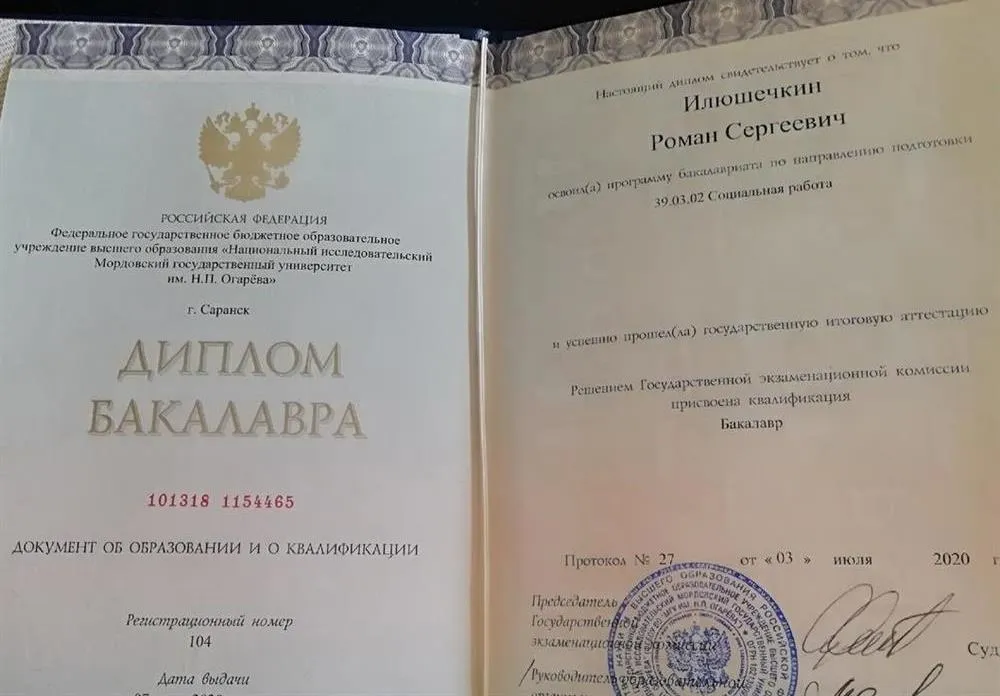 РОССИЙСКАЯ ФЕДЕРАЦИЯ
Федеральное государственное бюджетное образовательное
учреждение высшего образования «Национальный исследовательский
Мордовский государственный университет
им. Н.П. Огарёва»
г. Саранск
ДИПЛОМ
БАКАЛАВРА
101318 1154465
ДОКУМЕНТ ОБ ОБРАЗОВАНИИ И О КВАЛИФИКАЦИИ
Регистрационный номер
104
Дата выдачи
Настоящий диплом свидетельствует о том, что
Илюшечкин
Роман Сергеевич
освоил(а) программу бакалавриата по направлению подготовки
39.03.02 Социальная работа
и успешно прошел(ла) государственную итоговую аттестацию
Решением Государственной экзаменационной комиссии
присвоена квалификация
Бакалавр
Протокол № 27 от « 03 » июля 2020 г
Председатель
Государственной
экзаменационной комиссии
Суд
Руководитель образовательной